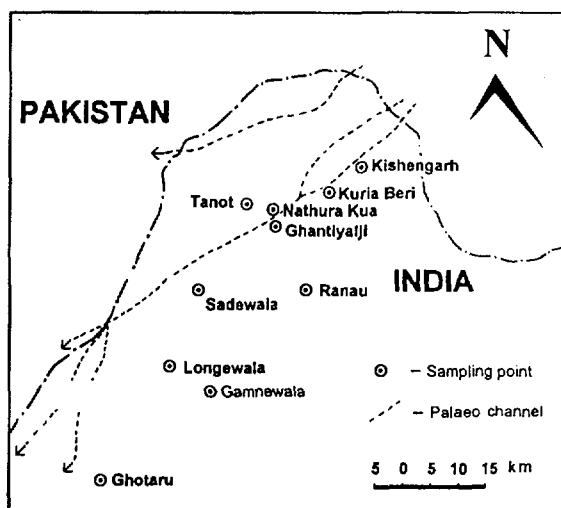 N
PAKISTAN
Kishengarh
Kuria Beri
Tanot
Nathura Kua
Ghantiyalji
INDIA
Sadewala
Ranau
Longewala
– Sampling point
Gamnewala
– Palaeo channel
Ghotaru
5 0 5 10 15 km